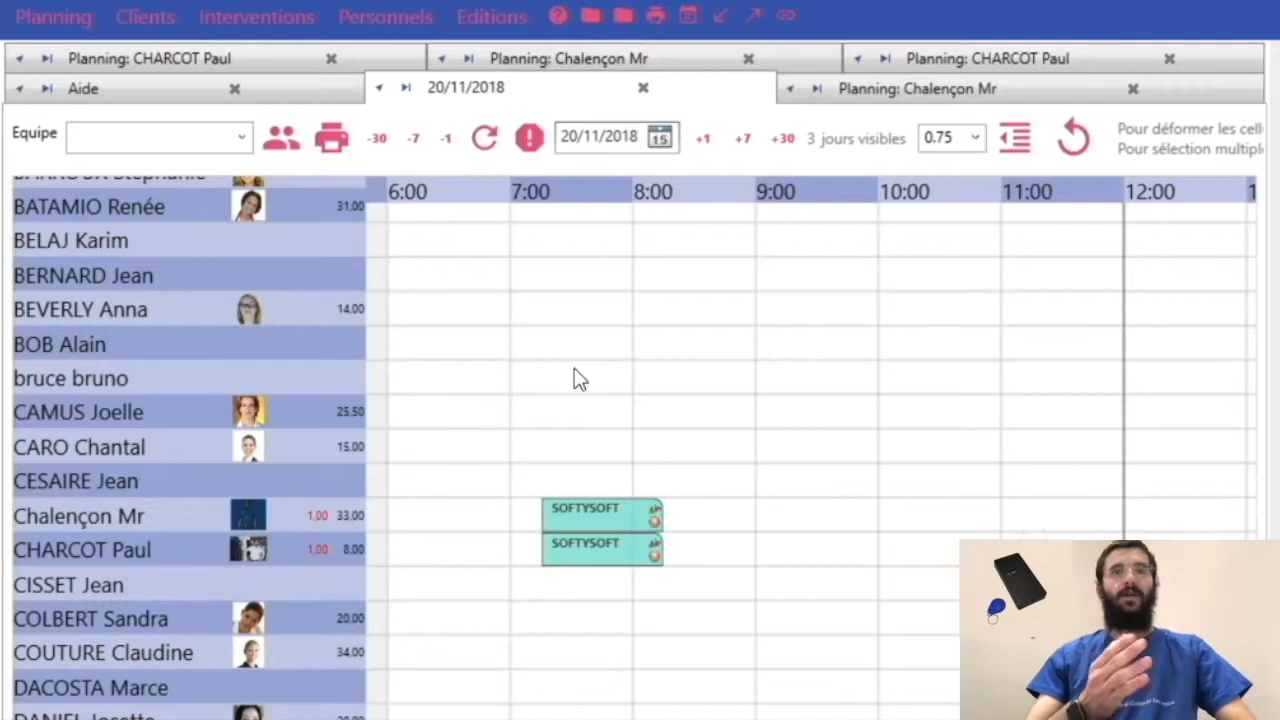 Planning Clients Interventions Personnels Editions
Planning: CHARCOT Paul Planning: Chalençon Mr Planning: CHARCOT Paul
Aide 20/11/2018 Planning: Chalençon Mr
Equipe -30 -7 -1 20/11/2018 15 +1 +7 +30 3 jours visibles 0.75
Pour déformer les cell
Pour sélection multipl
6:00 7:00 8:00 9:00 10:00 11:00 12:00 1
BATAMIO Renée 31,00
BELAJ Karim
BERNARD Jean
BEVERLY Anna 14,00
BOB Alain
bruce bruno
CAMUS Joelle 25,50
CARO Chantal 15,00
CESAIRE Jean
Chalençon Mr 1,00 33,00 SOFTYSOFT
CHARCOT Paul 1,00 8,00 SOFTYSOFT
CISSET Jean
COLBERT Sandra 20,00
COUTURE Claudine 34,00
DACOSTA Marce